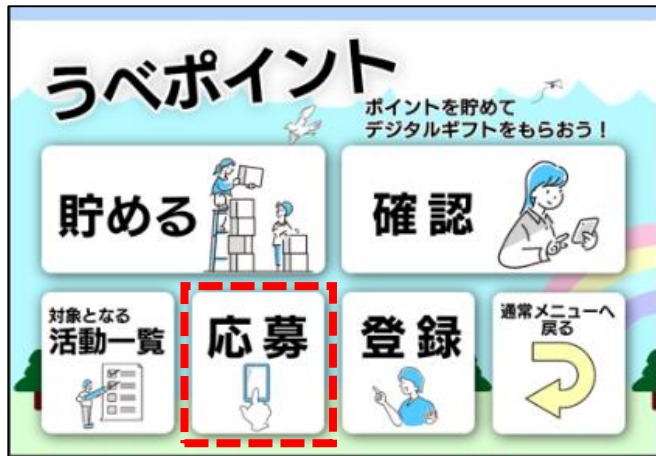 うべポイント
ポイントを貯めて
デジタルギフトをもらおう！
貯める
確認
対象となる
活動一覧
応募
登録
通常メニューへ
戻る